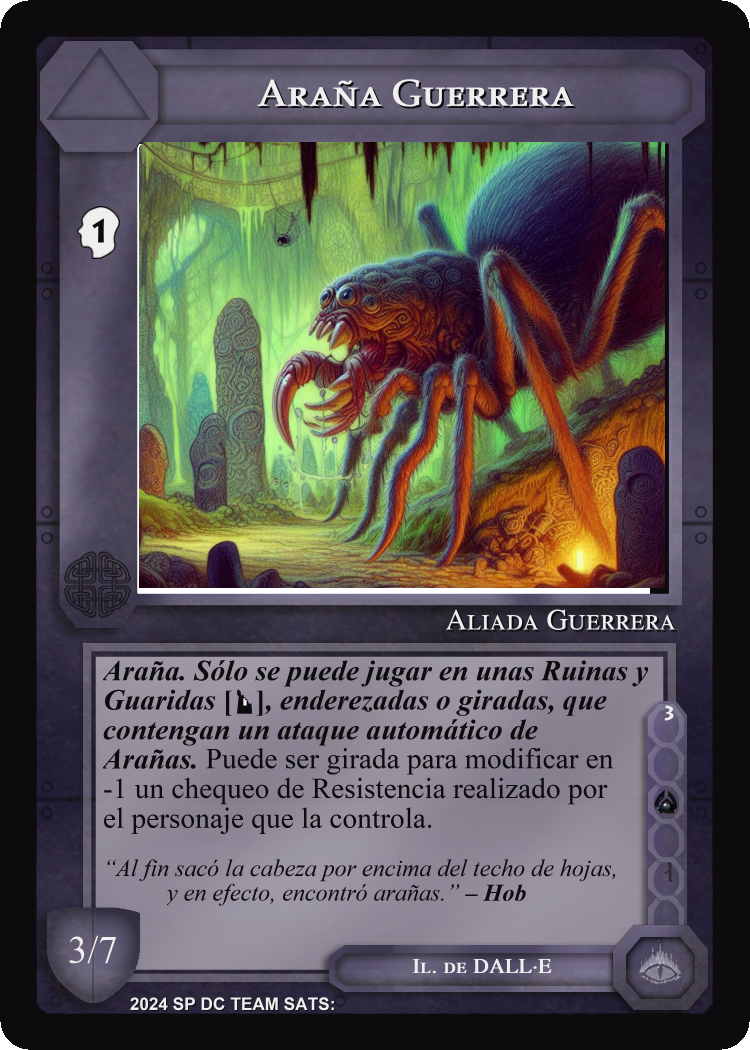 Araña Guerrera
1
Aliada Guerrera
Araña. Sólo se puede jugar en unas Ruinas y
Guaridas [ ], enderezadas o giradas, que
contengan un ataque automático de
Arañas. Puede ser girada para modificar en
-1 un chequeo de Resistencia realizado por
el personaje que la controla.
“Al fin sacó la cabeza por encima del techo de hojas,
y en efecto, encontró arañas.” – Hob
3
1
3/7
Il. de DALL·E
2024 SP DC TEAM SATS: